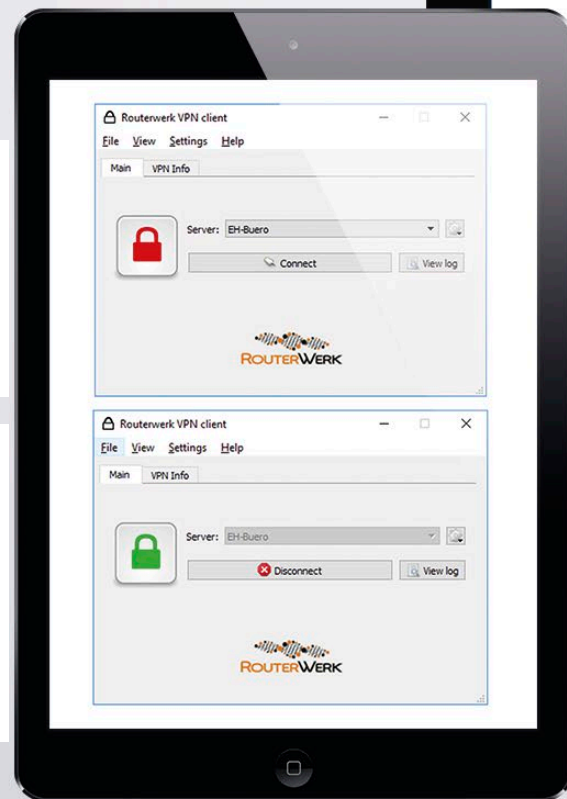 Routerwerk VPN client
File View Settings Help
Main VPN Info
Server: EH-Buero
Connect View log
ROUTERWERK
Routerwerk VPN client
File View Settings Help
Main VPN Info
Server: EH-Buero
Disconnect View log
ROUTERWERK